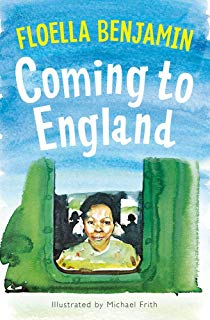 FLOELLA BENJAMIN
Coming to
England
Illustrated by Michael Frith